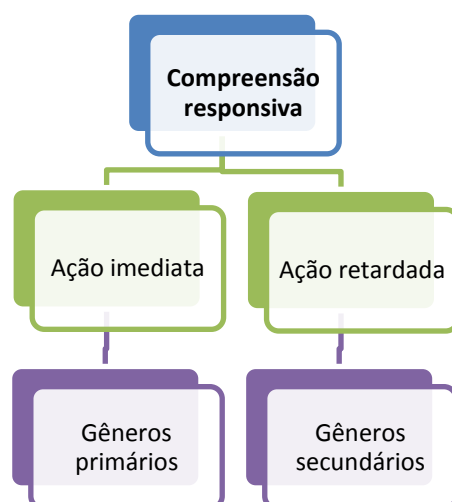 Compreensão
responsiva
Ação imediata
Ação retardada
Gêneros
primários
Gêneros
secundários